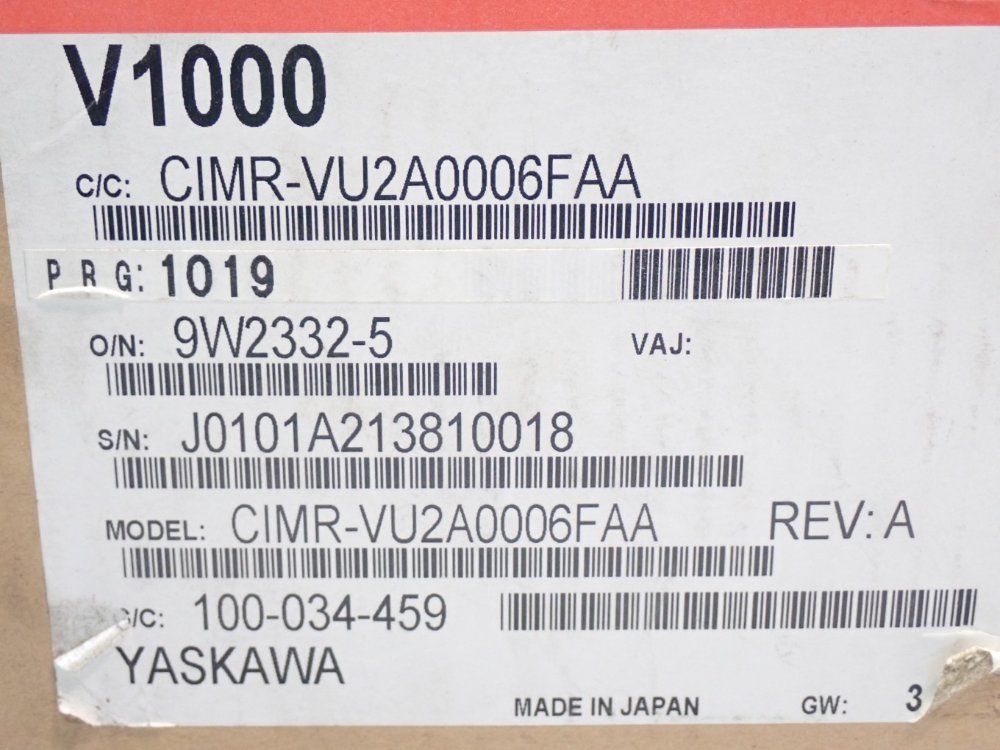 V1000
C/C: CIMR-VU2A0006FAA
PRG: 1019
O/N: 9W2332-5 VAJ:
S/N: J0101A213810018
MODEL: CIMR-VU2A0006FAA REV: A
/C: 100-034-459
YASKAWA
MADE IN JAPAN GW: 3